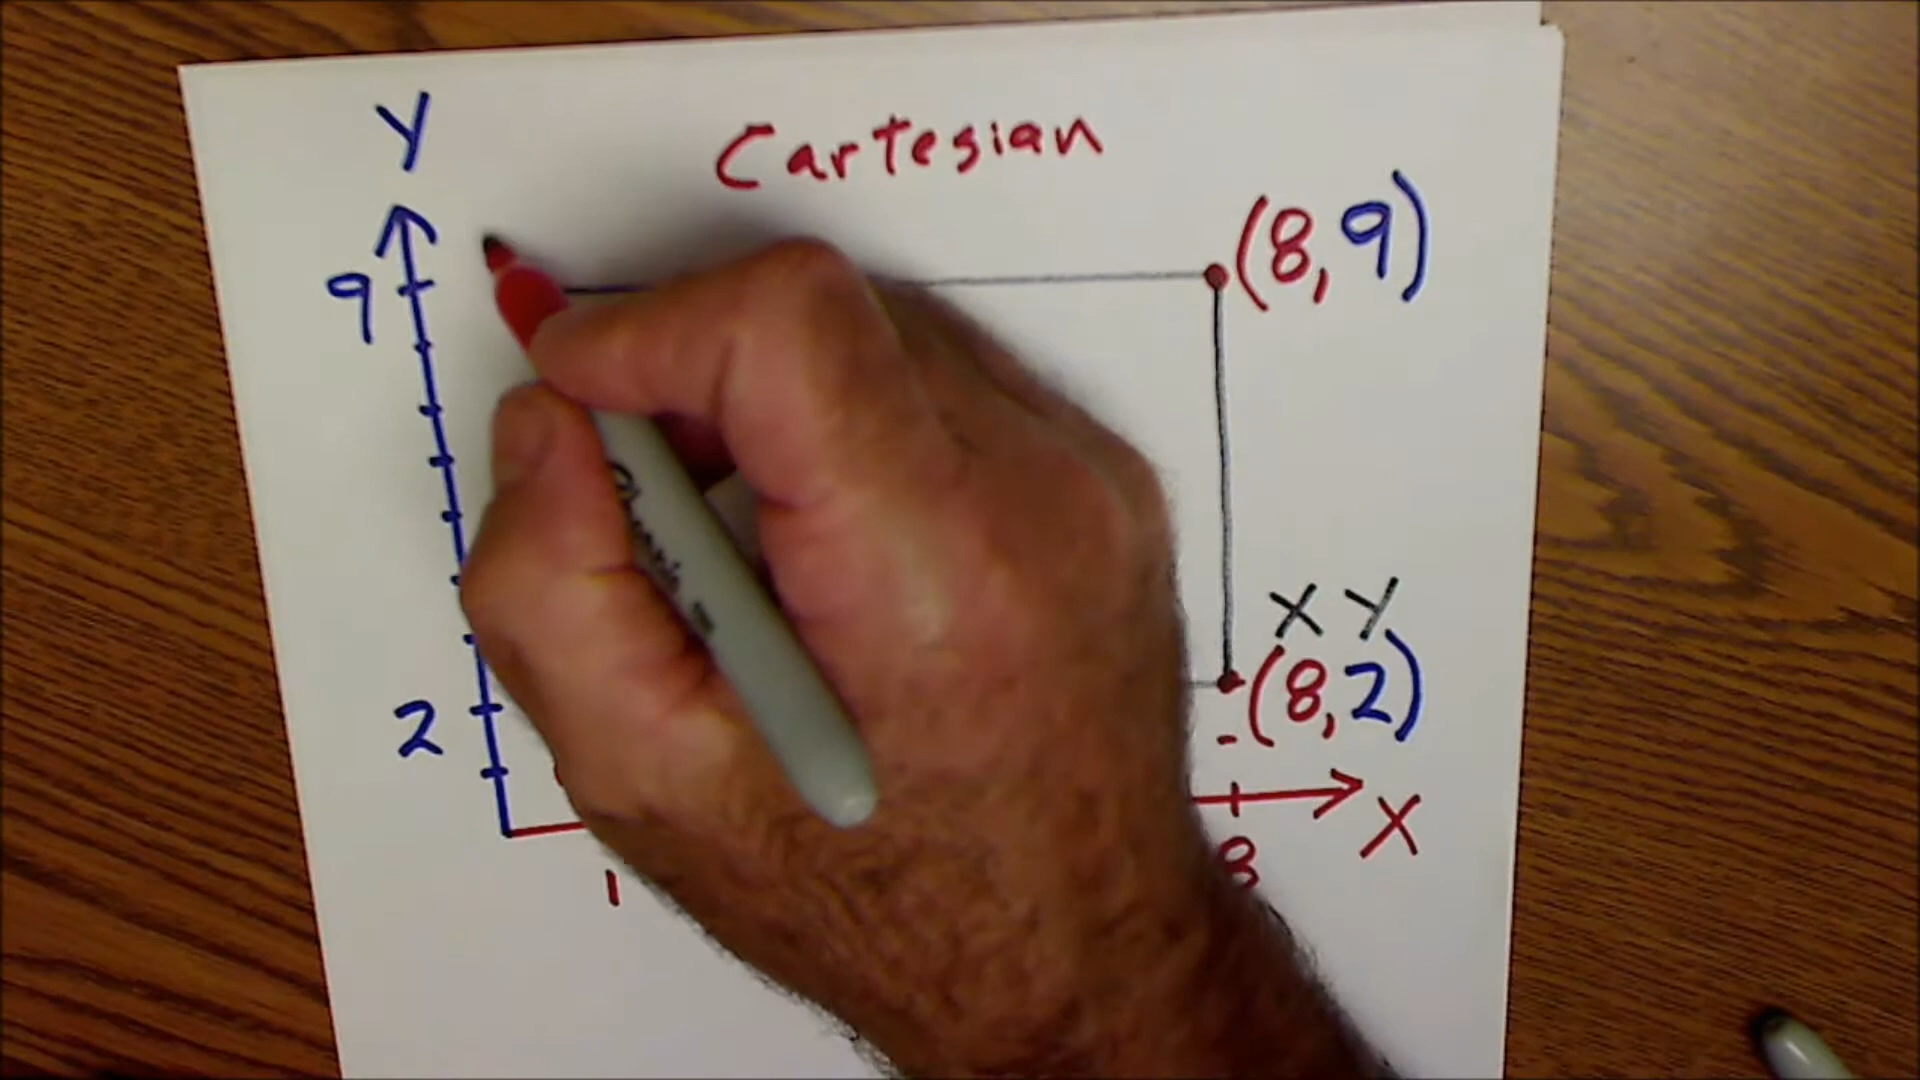 Y
Cartesian
(8,9)
9
X Y
(8,2)
2
X
1
8